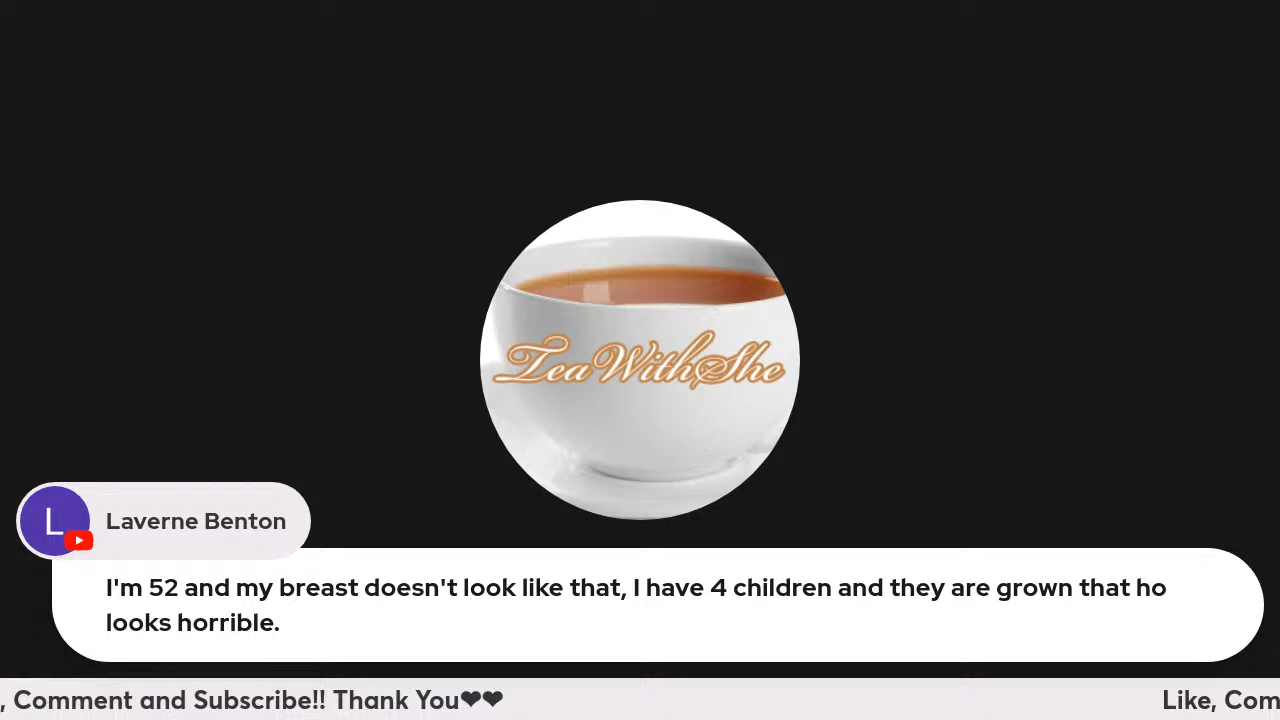 TeaWithShe
L
Laverne Benton
I'm 52 and my breast doesn't look like that, I have 4 children and they are grown that ho
looks horrible.
, Comment and Subscribe!! Thank You❤❤ Like, Com